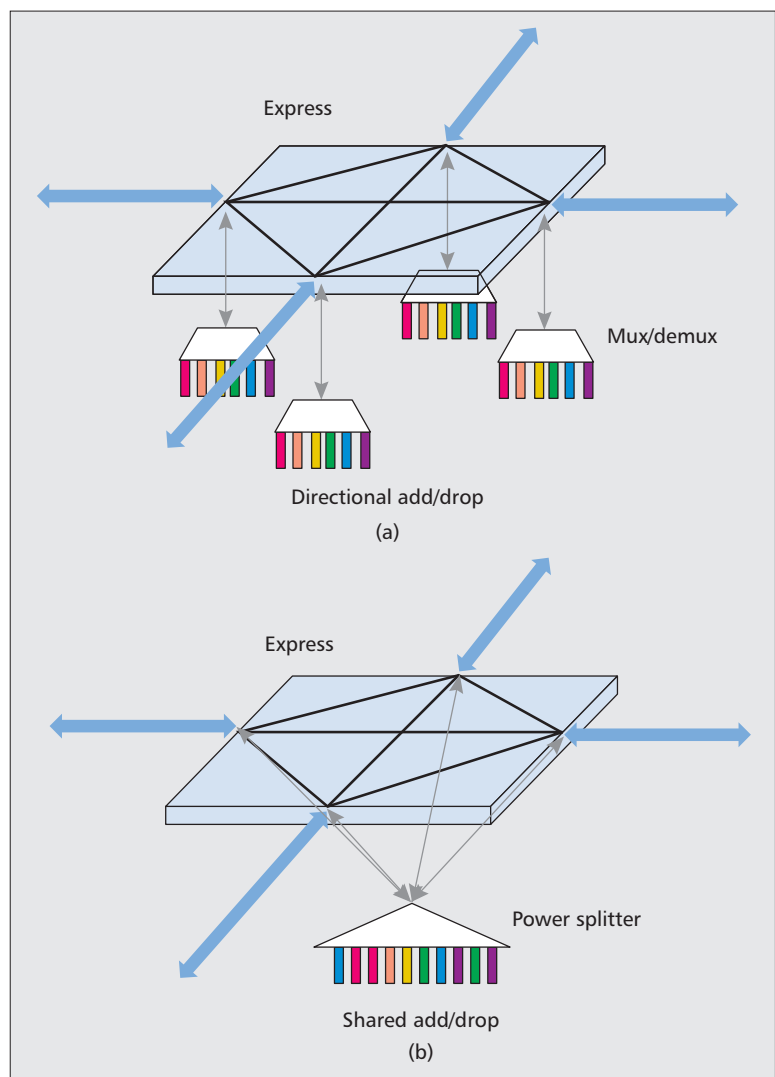 Express
Mux/demux
Directional add/drop
(a)
Express
Power splitter
Shared add/drop
(b)